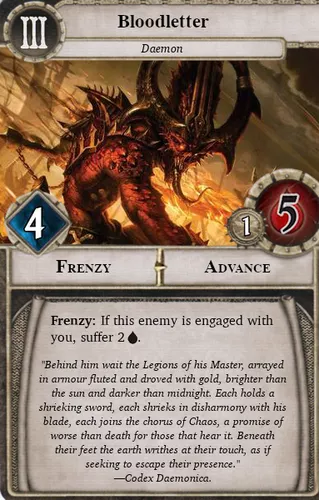 III
Bloodletter
Daemon
4
1
5
FRENZY
ADVANCE
Frenzy: If this enemy is engaged with
you, suffer 2.
"Behind him wait the Legions of his Master, arrayed
in armour fluted and droved with gold, brighter than
the sun and darker than midnight. Each holds a
shrieking sword, each shrieks in disharmony with his
blade, each joins the chorus of Chaos, a promise of
worse than death for those that hear it. Beneath
their feet the earth writhes at their touch, as if
seeking to escape their presence."
—Codex Daemonica.